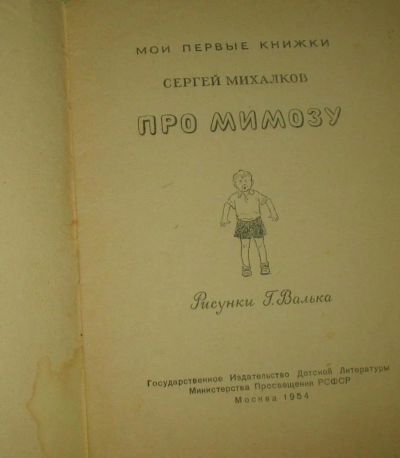 МОИ ПЕРВЫЕ КНИЖКИ
СЕРГЕЙ МИХАЛКОВ
ПРО МИМОЗУ
Рисунки Г. Валька
Государственное Издательство Детской Литературы
Министерства Просвещения РСФСР
Москва 1954